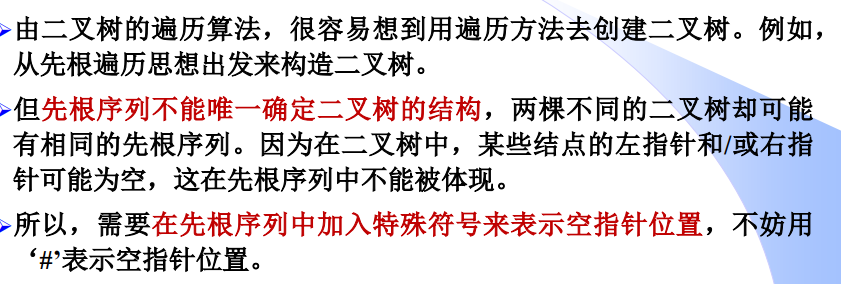 由二叉树的遍历算法，很容易想到用遍历方法去创建二叉树。例如，
从先根遍历思想出发来构造二叉树。
但先根序列不能唯一确定二叉树的结构，两棵不同的二叉树却可能
有相同的先根序列。因为在二叉树中，某些结点的左指针和/或右指
针可能为空，这在先根序列中不能被体现。
所以，需要在先根序列中加入特殊符号来表示空指针位置，不妨用
‘#’表示空指针位置。